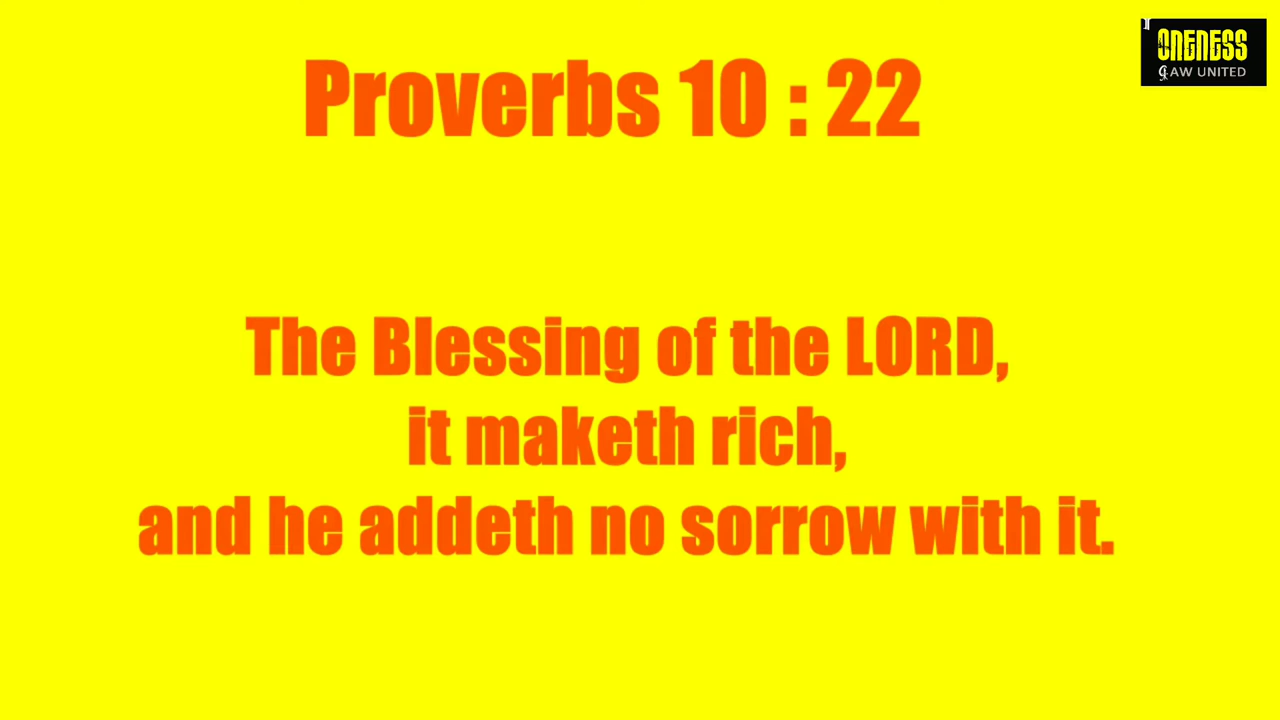 Proverbs 10 : 22
ONENESS
AW UNITED
The Blessing of the LORD,
it maketh rich,
and he addeth no sorrow with it.